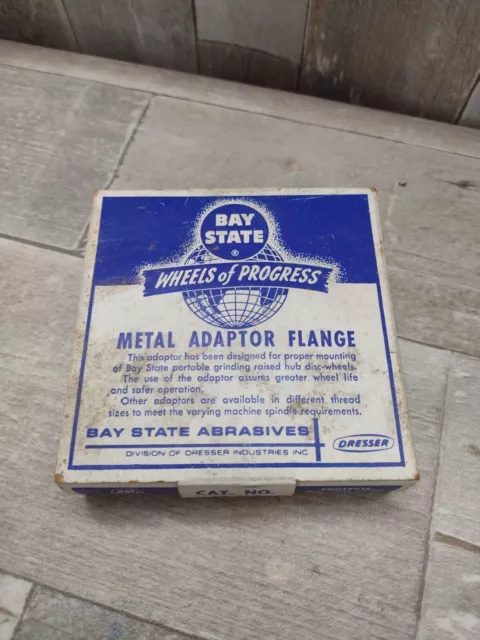 BAY
STATE
®
WHEELS of PROGRESS
METAL ADAPTOR FLANGE
This adaptor has been designed for proper mounting
of Bay State portable grinding raised hub disc-wheels.
The use of the adaptor assures greater wheel life
and safer operation.
Other adaptors are available in different thread
sizes to meet the varying machine spindle requirements.
BAY STATE ABRASIVES
DIVISION OF DRESSER INDUSTRIES INC
DRESSER
CAT. NO.